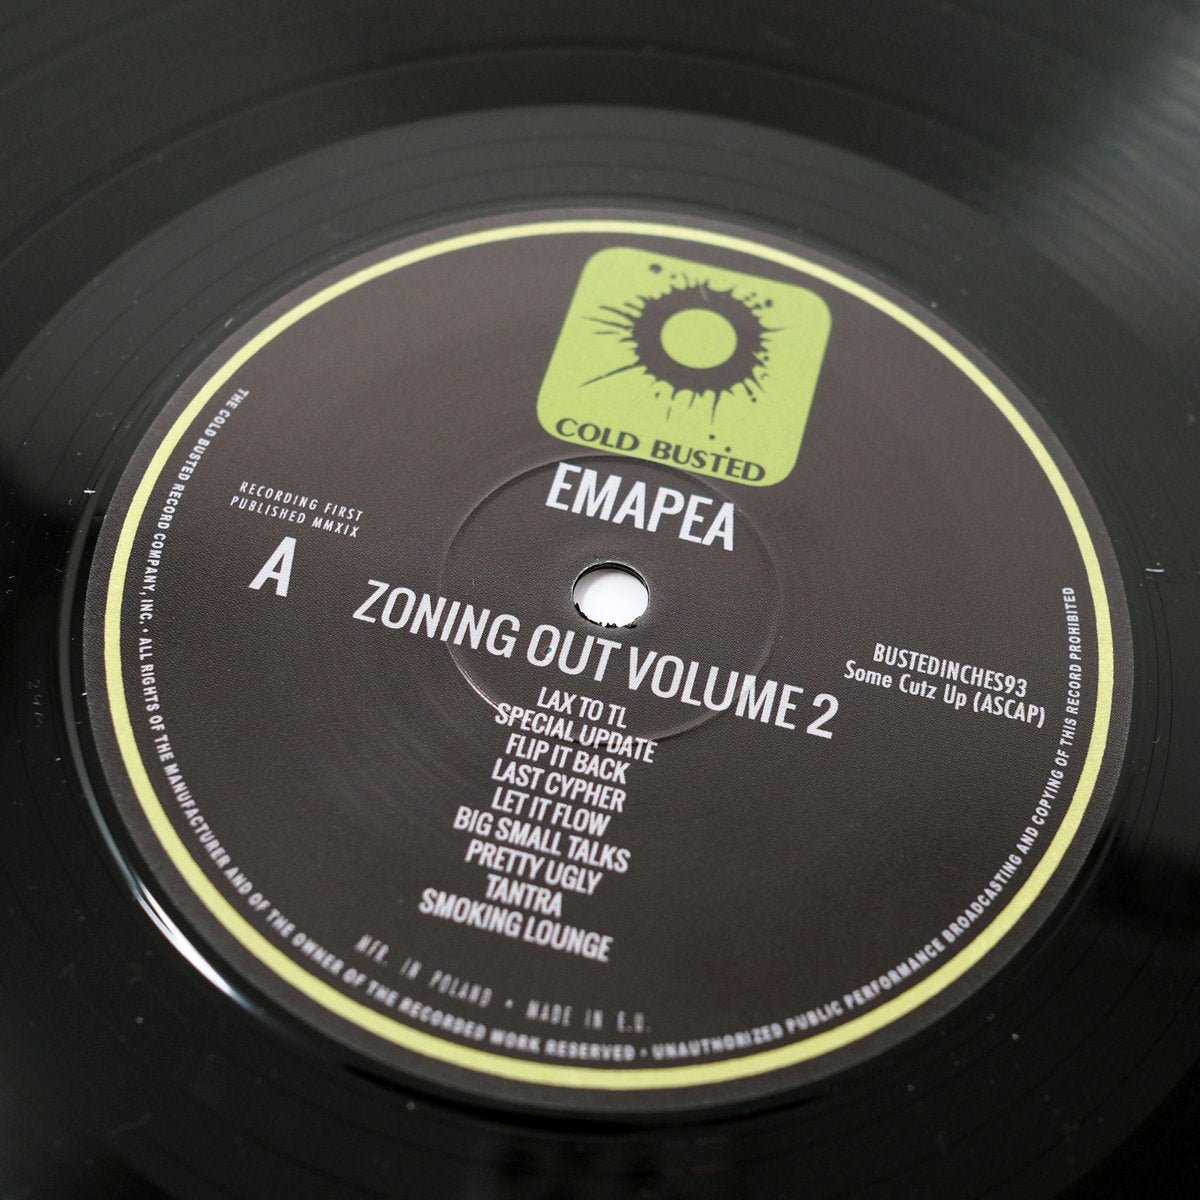 COLD BUSTED
EMAPEA
RECORDING FIRST
PUBLISHED MMXIX
A
ZONING OUT VOLUME 2
BUSTEDINCHES93
Some Cutz Up (ASCAP)
LAX TO TL
SPECIAL UPDATE
FLIP IT BACK
LAST CYPHER
LET IT FLOW
BIG SMALL TALKS
PRETTY UGLY
TANTRA
SMOKING LOUNGE
MFR. IN POLAND • MADE IN E.U.
THE COLD BUSTED RECORD COMPANY, INC. • ALL RIGHTS OF THE MANUFACTURER AND OF THE OWNER OF THE RECORDED WORK RESERVED • UNAUTHORIZED PUBLIC PERFORMANCE BROADCASTING AND COPYING OF THIS RECORD PROHIBITED